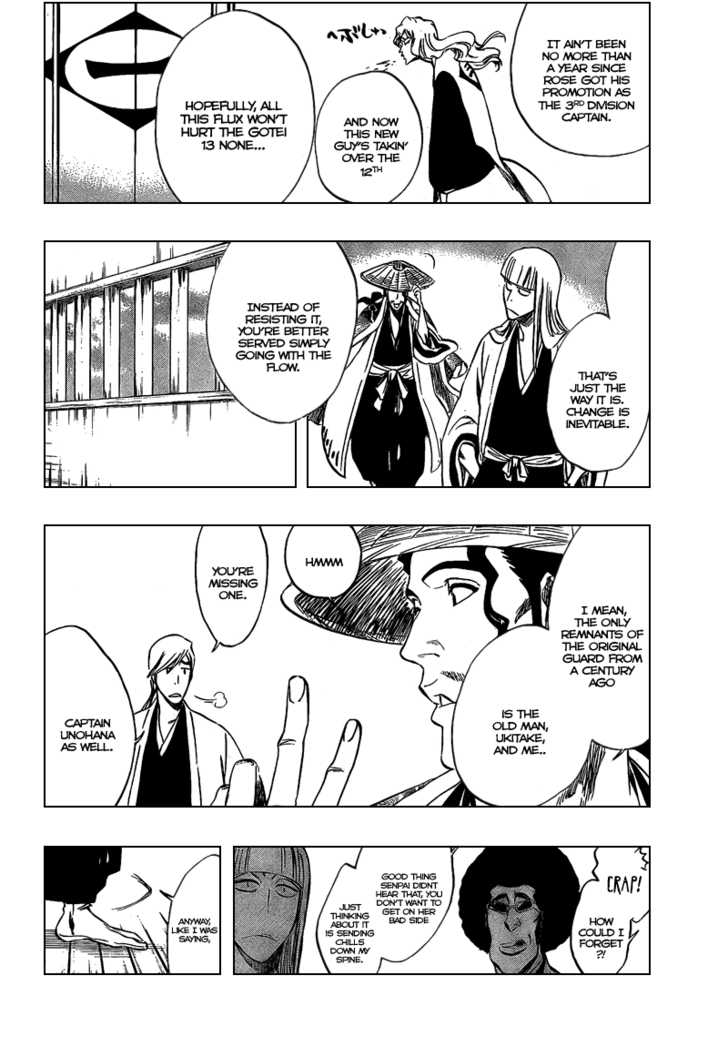 IT AIN'T BEEN
NO MORE THAN
A YEAR SINCE
ROSE GOT HIS
PROMOTION AS
THE 3RD DIVISION
CAPTAIN.
へぶしゃ
AND NOW
THIS NEW
GUY'S TAKIN'
OVER THE
12TH
HOPEFULLY, ALL
THIS FLUX WON'T
HURT THE GOTEI
13 NONE...
THAT'S
JUST THE
WAY IT IS.
CHANGE IS
INEVITABLE.
INSTEAD OF
RESISTING IT,
YOU'RE BETTER
SERVED SIMPLY
GOING WITH THE
FLOW.
I MEAN,
THE ONLY
REMNANTS OF
THE ORIGINAL
GUARD FROM
A CENTURY
AGO
IS THE
OLD MAN,
UKITAKE,
AND ME..
HMMM
YOU'RE
MISSING
ONE.
CAPTAIN
UNOHANA
AS WELL.
CRAP!
HOW
COULD I
FORGET
?!
GOOD THING
SENPAI DIDNT
HEAR THAT, YOU
DON'T WANT TO
GET ON HER
BAD SIDE
JUST
THINKING
ABOUT IT
IS SENDING
CHILLS
DOWN MY
SPINE.
ANYWAY,
LIKE I WAS
SAYING,